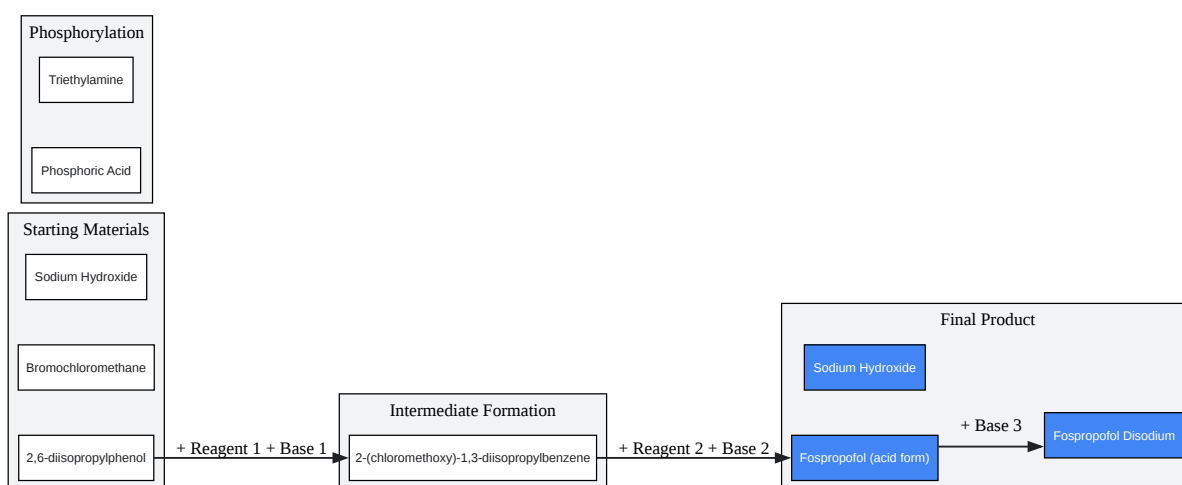 Phosphorylation
Triethylamine
Phosphoric Acid
Starting Materials
Sodium Hydroxide
Bromochloromethane
2,6-diisopropylphenol
+ Reagent 1 + Base 1
Intermediate Formation
2-(chloromethoxy)-1,3-diisopropylbenzene
+ Reagent 2 + Base 2
Final Product
Sodium Hydroxide
Fospropofol (acid form)
+ Base 3
Fospropofol Disodium